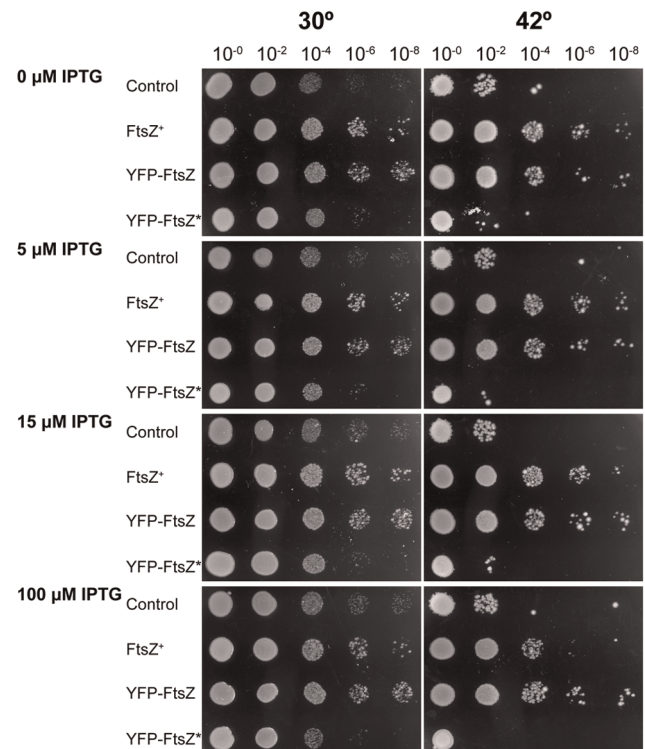 30º 42º
10⁻⁰ 10⁻² 10⁻⁴ 10⁻⁶ 10⁻⁸ 10⁻⁰ 10⁻² 10⁻⁴ 10⁻⁶ 10⁻⁸
0 µM IPTG
Control
FtsZ⁺
YFP-FtsZ
YFP-FtsZ*
5 µM IPTG
Control
FtsZ⁺
YFP-FtsZ
YFP-FtsZ*
15 µM IPTG
Control
FtsZ⁺
YFP-FtsZ
YFP-FtsZ*
100 µM IPTG
Control
FtsZ⁺
YFP-FtsZ
YFP-FtsZ*